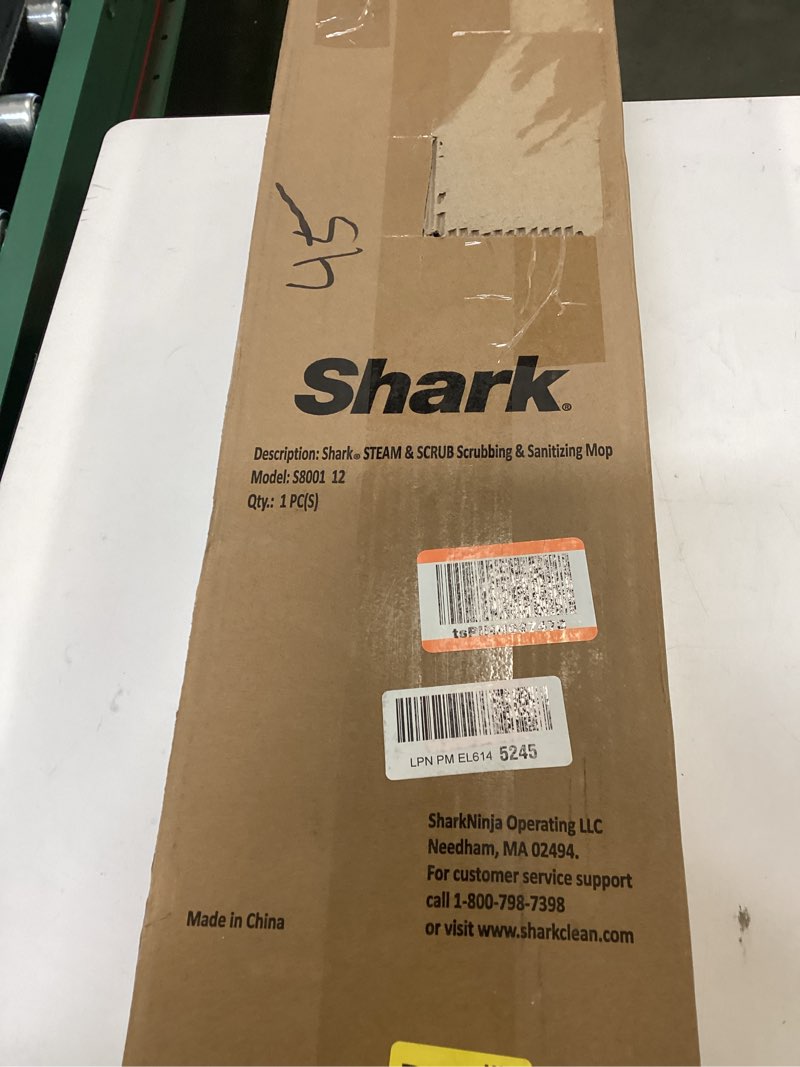 45
Shark®
Description: Shark® STEAM & SCRUB Scrubbing & Sanitizing Mop
Model: S8001 12
Qty.: 1 PC(S)
LPN PM EL614 5245
SharkNinja Operating LLC
Needham, MA 02494.
For customer service support
call 1-800-798-7398
or visit www.sharkclean.com
Made in China